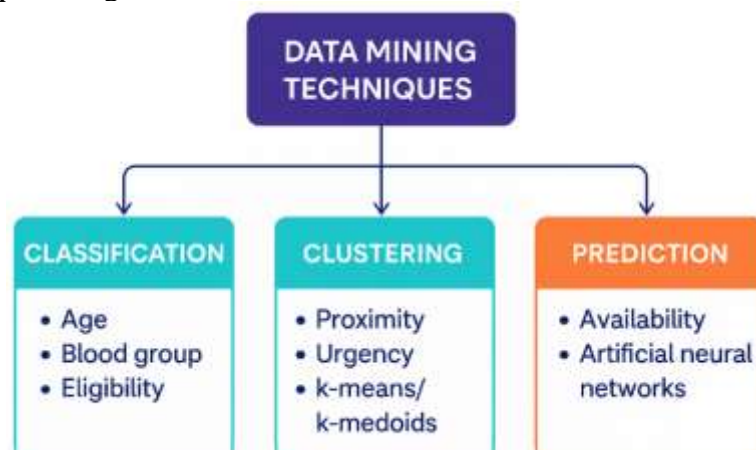 DATA MINING
TECHNIQUES
CLASSIFICATION
• Age
• Blood group
• Eligibility
CLUSTERING
• Proximity
• Urgency
• k-means/
k-medoids
PREDICTION
• Availability
• Artificial neural
networks